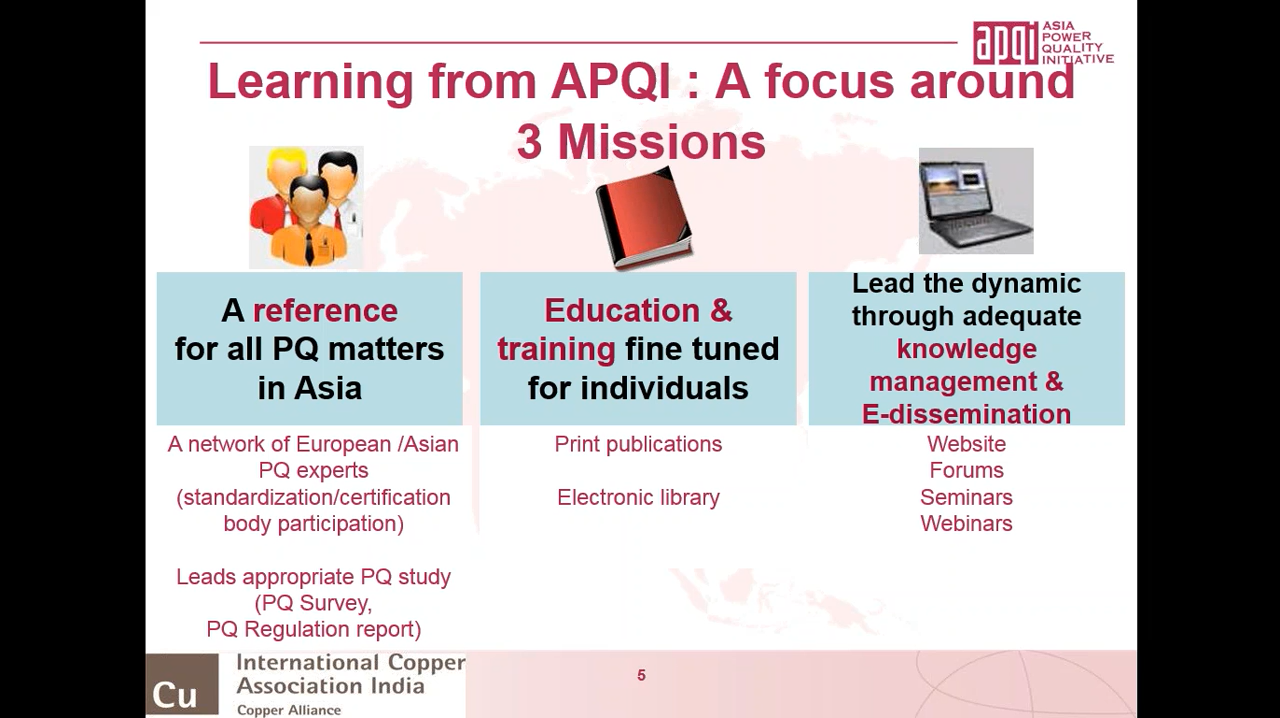 apqi ASIA
POWER
QUALITY
INITIATIVE
Learning from APQI : A focus around
3 Missions
A reference
for all PQ matters
in Asia
A network of European /Asian
PQ experts
(standardization/certification
body participation)
Leads appropriate PQ study
(PQ Survey,
PQ Regulation report)
Education &
training fine tuned
for individuals
Print publications
Electronic library
Lead the dynamic
through adequate
knowledge
management &
E-dissemination
Website
Forums
Seminars
Webinars
Cu
International Copper
Association India
Copper Alliance
5